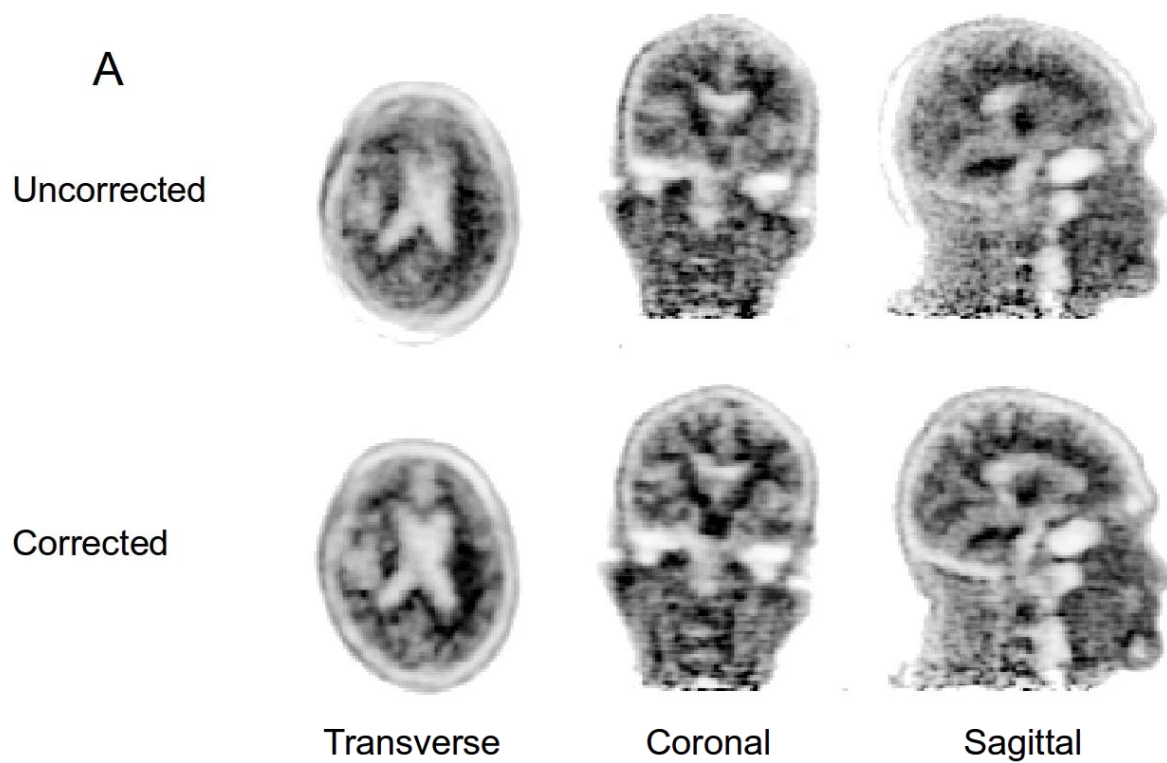 A
Uncorrected
Corrected
Transverse
Coronal
Sagittal